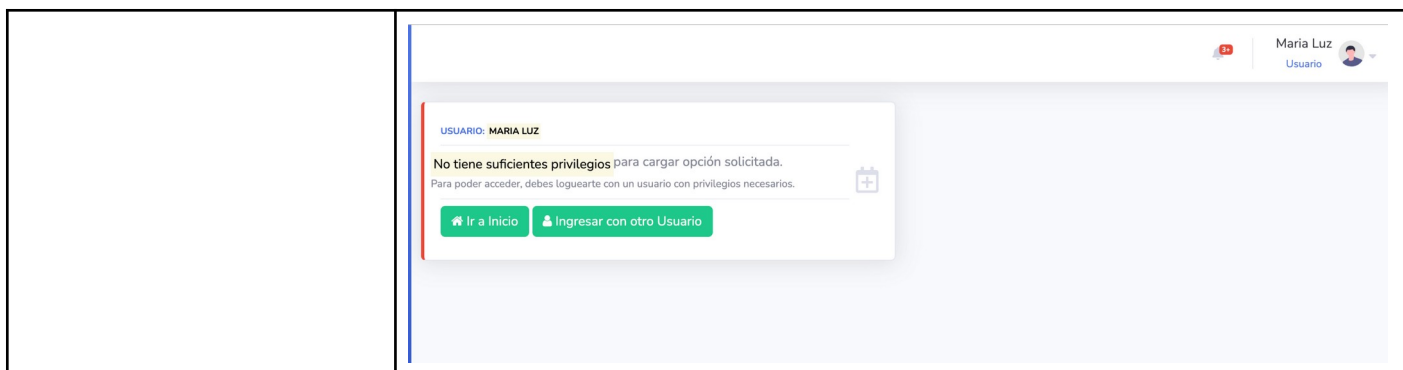 3+
Maria Luz
Usuario
USUARIO: MARIA LUZ
No tiene suficientes privilegios para cargar opción solicitada.
Para poder acceder, debes loguearte con un usuario con privilegios necesarios.
Ir a Inicio
Ingresar con otro Usuario